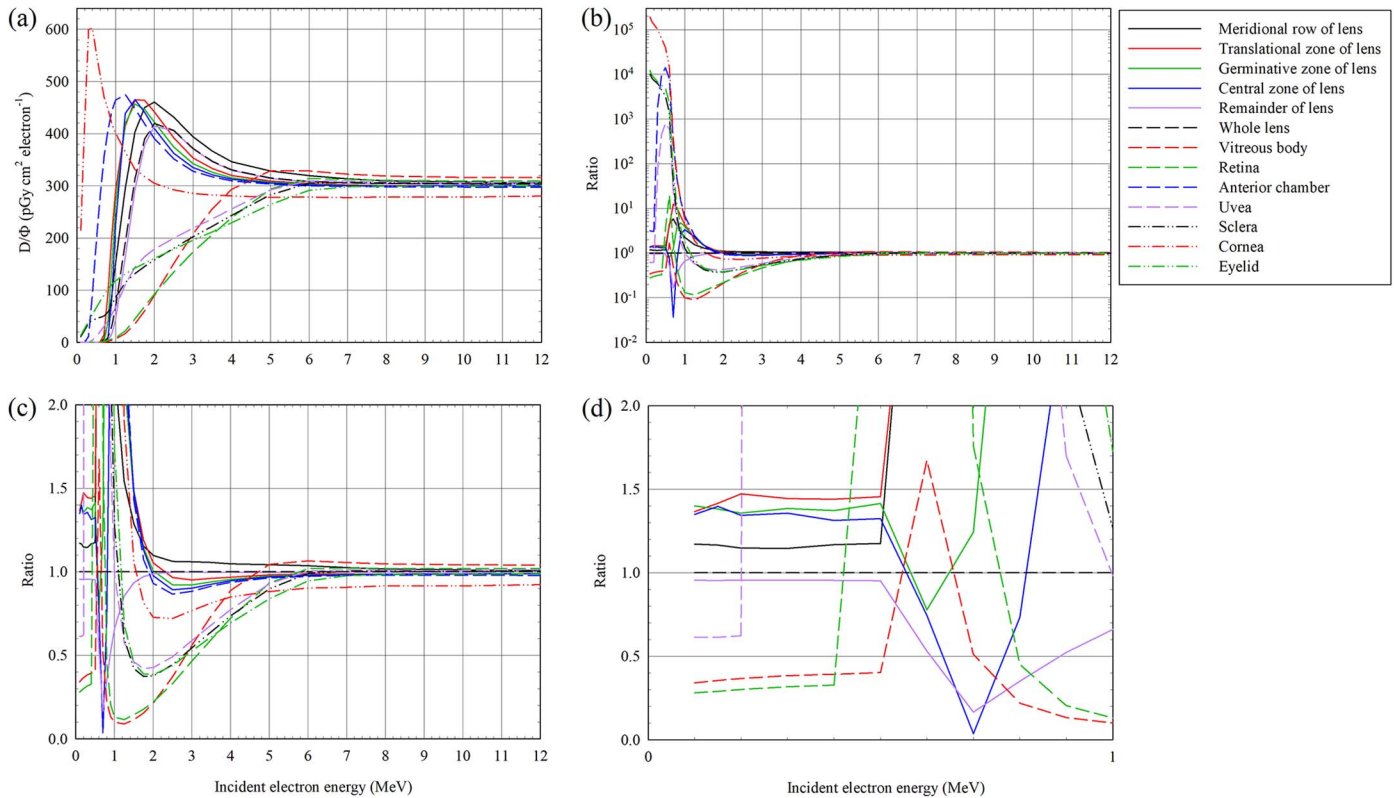 (a)
D/Φ (pGy cm² electron⁻¹)
600
500
400
300
200
100
0
0 1 2 3 4 5 6 7 8 9 10 11 12
(b)
Ratio
10⁵
10⁴
10³
10²
10¹
10⁰
10⁻¹
10⁻²
0 1 2 3 4 5 6 7 8 9 10 11 12
Meridional row of lens
Translational zone of lens
Germinative zone of lens
Central zone of lens
Remainder of lens
Whole lens
Vitreous body
Retina
Anterior chamber
Uvea
Sclera
Cornea
Eyelid
(c)
Ratio
2.0
1.5
1.0
0.5
0.0
0 1 2 3 4 5 6 7 8 9 10 11 12
Incident electron energy (MeV)
(d)
Ratio
2.0
1.5
1.0
0.5
0.0
0 1
Incident electron energy (MeV)